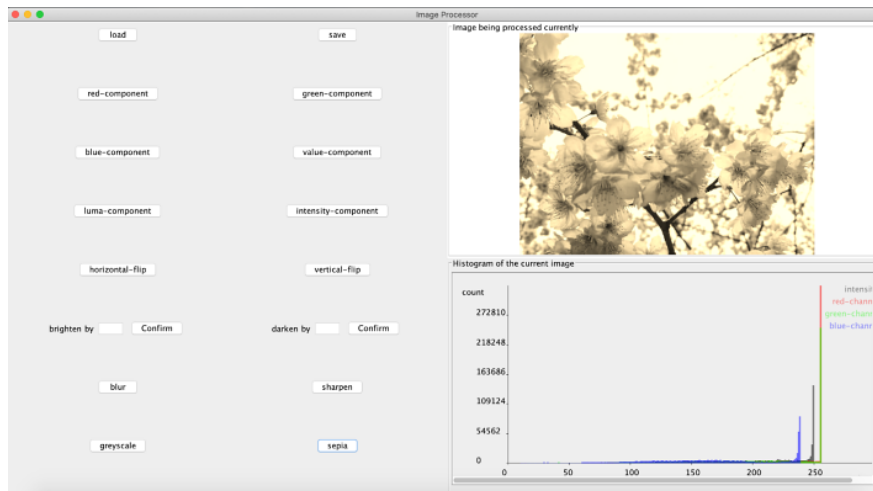 Image Processor
load
save
Image being processed currently
red-component
green-component
blue-component
value-component
luma-component
intensity-component
horizontal-flip
vertical-flip
brighten by
Confirm
darken by
Confirm
blur
sharpen
greyscale
sepia
Histogram of the current image
count
intensit
red-chann
green-chann
blue-chann
272810
218248
163686
109124
54562
0
0 50 100 150 200 250